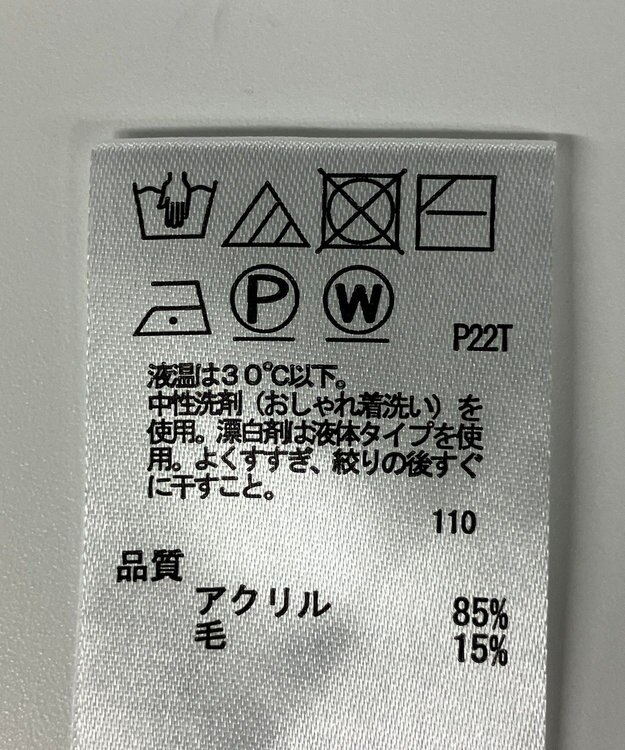 P W P22T
液温は30℃以下。
中性洗剤（おしゃれ着洗い）を
使用。漂白剤は液体タイプを使
用。よくすすぎ、絞りの後すぐ
に干すこと。
110
品質
アクリル 85%
毛 15%